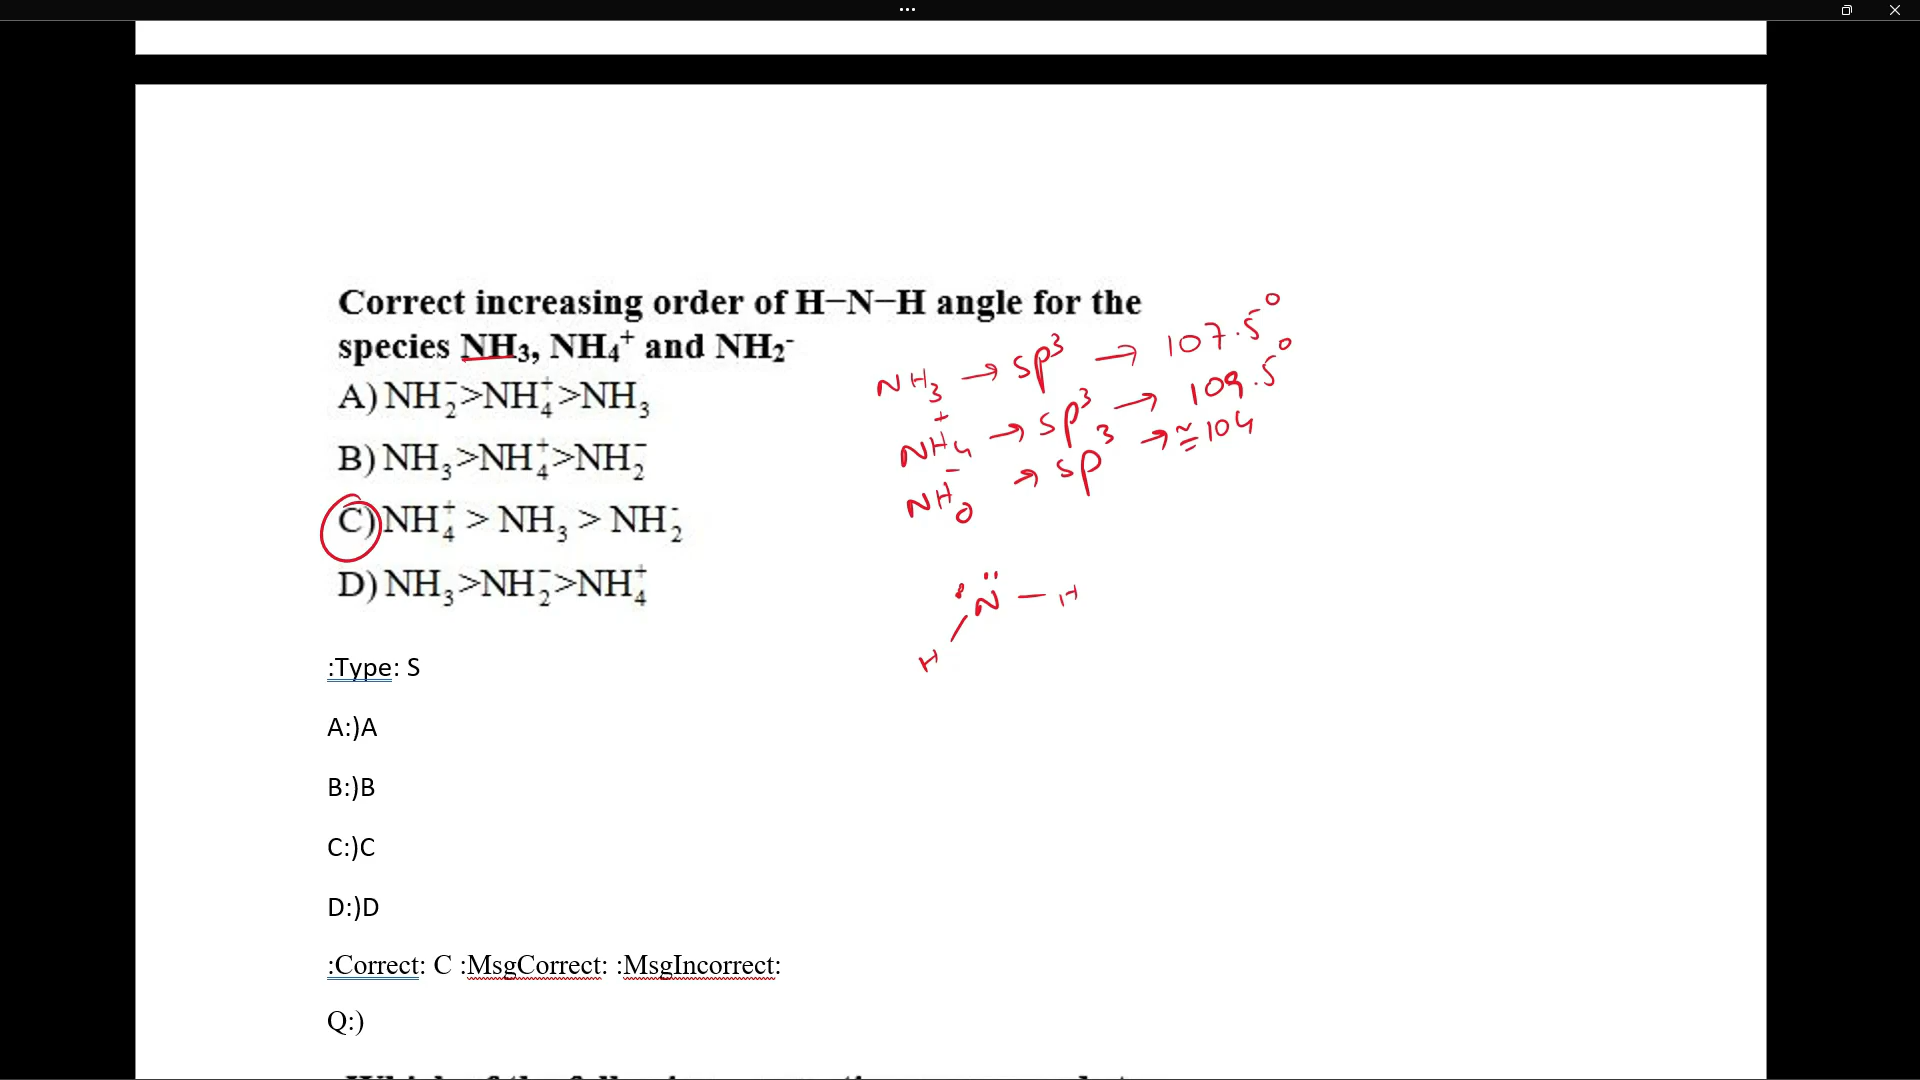 Correct increasing order of H−N−H angle for the
species NH₃, NH₄⁺ and NH₂⁻
A) NH₂⁻>NH₄⁺>NH₃
B) NH₃>NH₄⁺>NH₂⁻
C) NH₄⁺ > NH₃ > NH₂⁻
D) NH₃>NH₂⁻>NH₄⁺
NH₃ → sp³ → 107.5°
NH₄⁺ → sp³ → 109.5°
→ sp³ → ≅104
N − H
H
:Type: S
A:)A
B:)B
C:)C
D:)D
:Correct: C :MsgCorrect: :MsgIncorrect:
Q:)